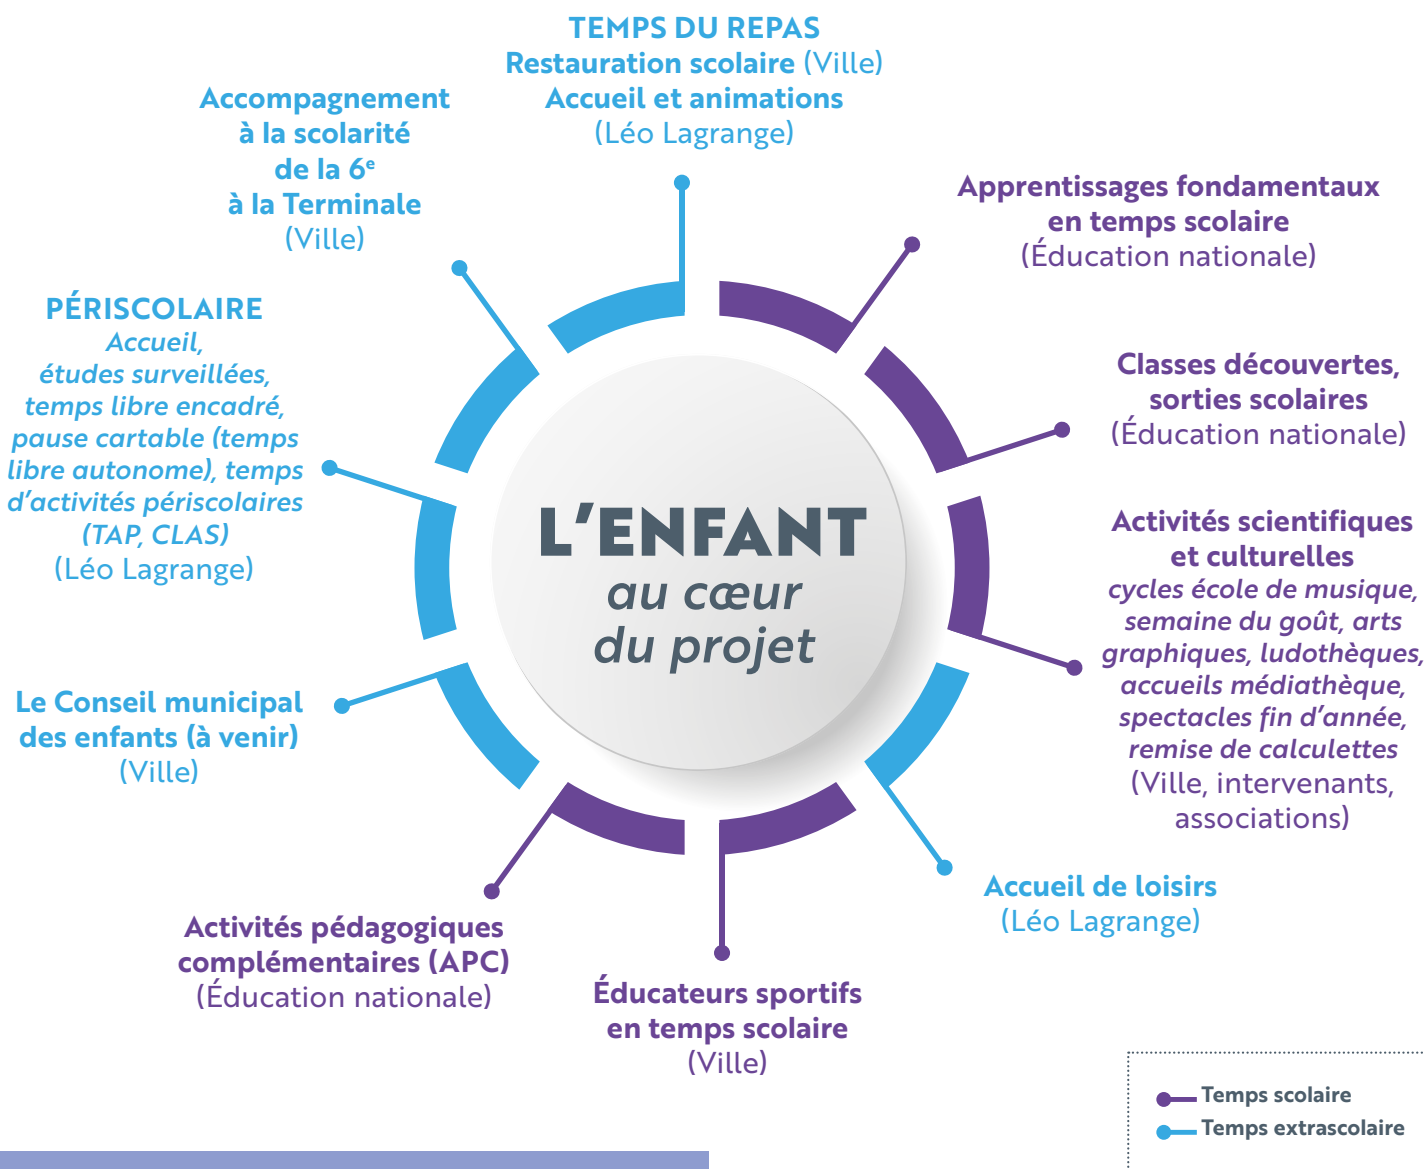 TEMPS DU REPAS
Restauration scolaire (Ville)
Accueil et animations
(Léo Lagrange)
Accompagnement
à la scolarité
de la 6e
à la Terminale
(Ville)
Apprentissages fondamentaux
en temps scolaire
(Éducation nationale)
PÉRISCOLAIRE
Accueil,
études surveillées,
temps libre encadré,
pause cartable (temps
libre autonome), temps
d’activités périscolaires
(TAP, CLAS)
(Léo Lagrange)
Classes découvertes,
sorties scolaires
(Éducation nationale)
L’ENFANT
au cœur
du projet
Activités scientifiques
et culturelles
cycles école de musique,
semaine du goût, arts
graphiques, ludothèques,
accueils médiathèque,
spectacles fin d’année,
remise de calculettes
(Ville, intervenants,
associations)
Le Conseil municipal
des enfants (à venir)
(Ville)
Accueil de loisirs
(Léo Lagrange)
Activités pédagogiques
complémentaires (APC)
(Éducation nationale)
Éducateurs sportifs
en temps scolaire
(Ville)
Temps scolaire
Temps extrascolaire